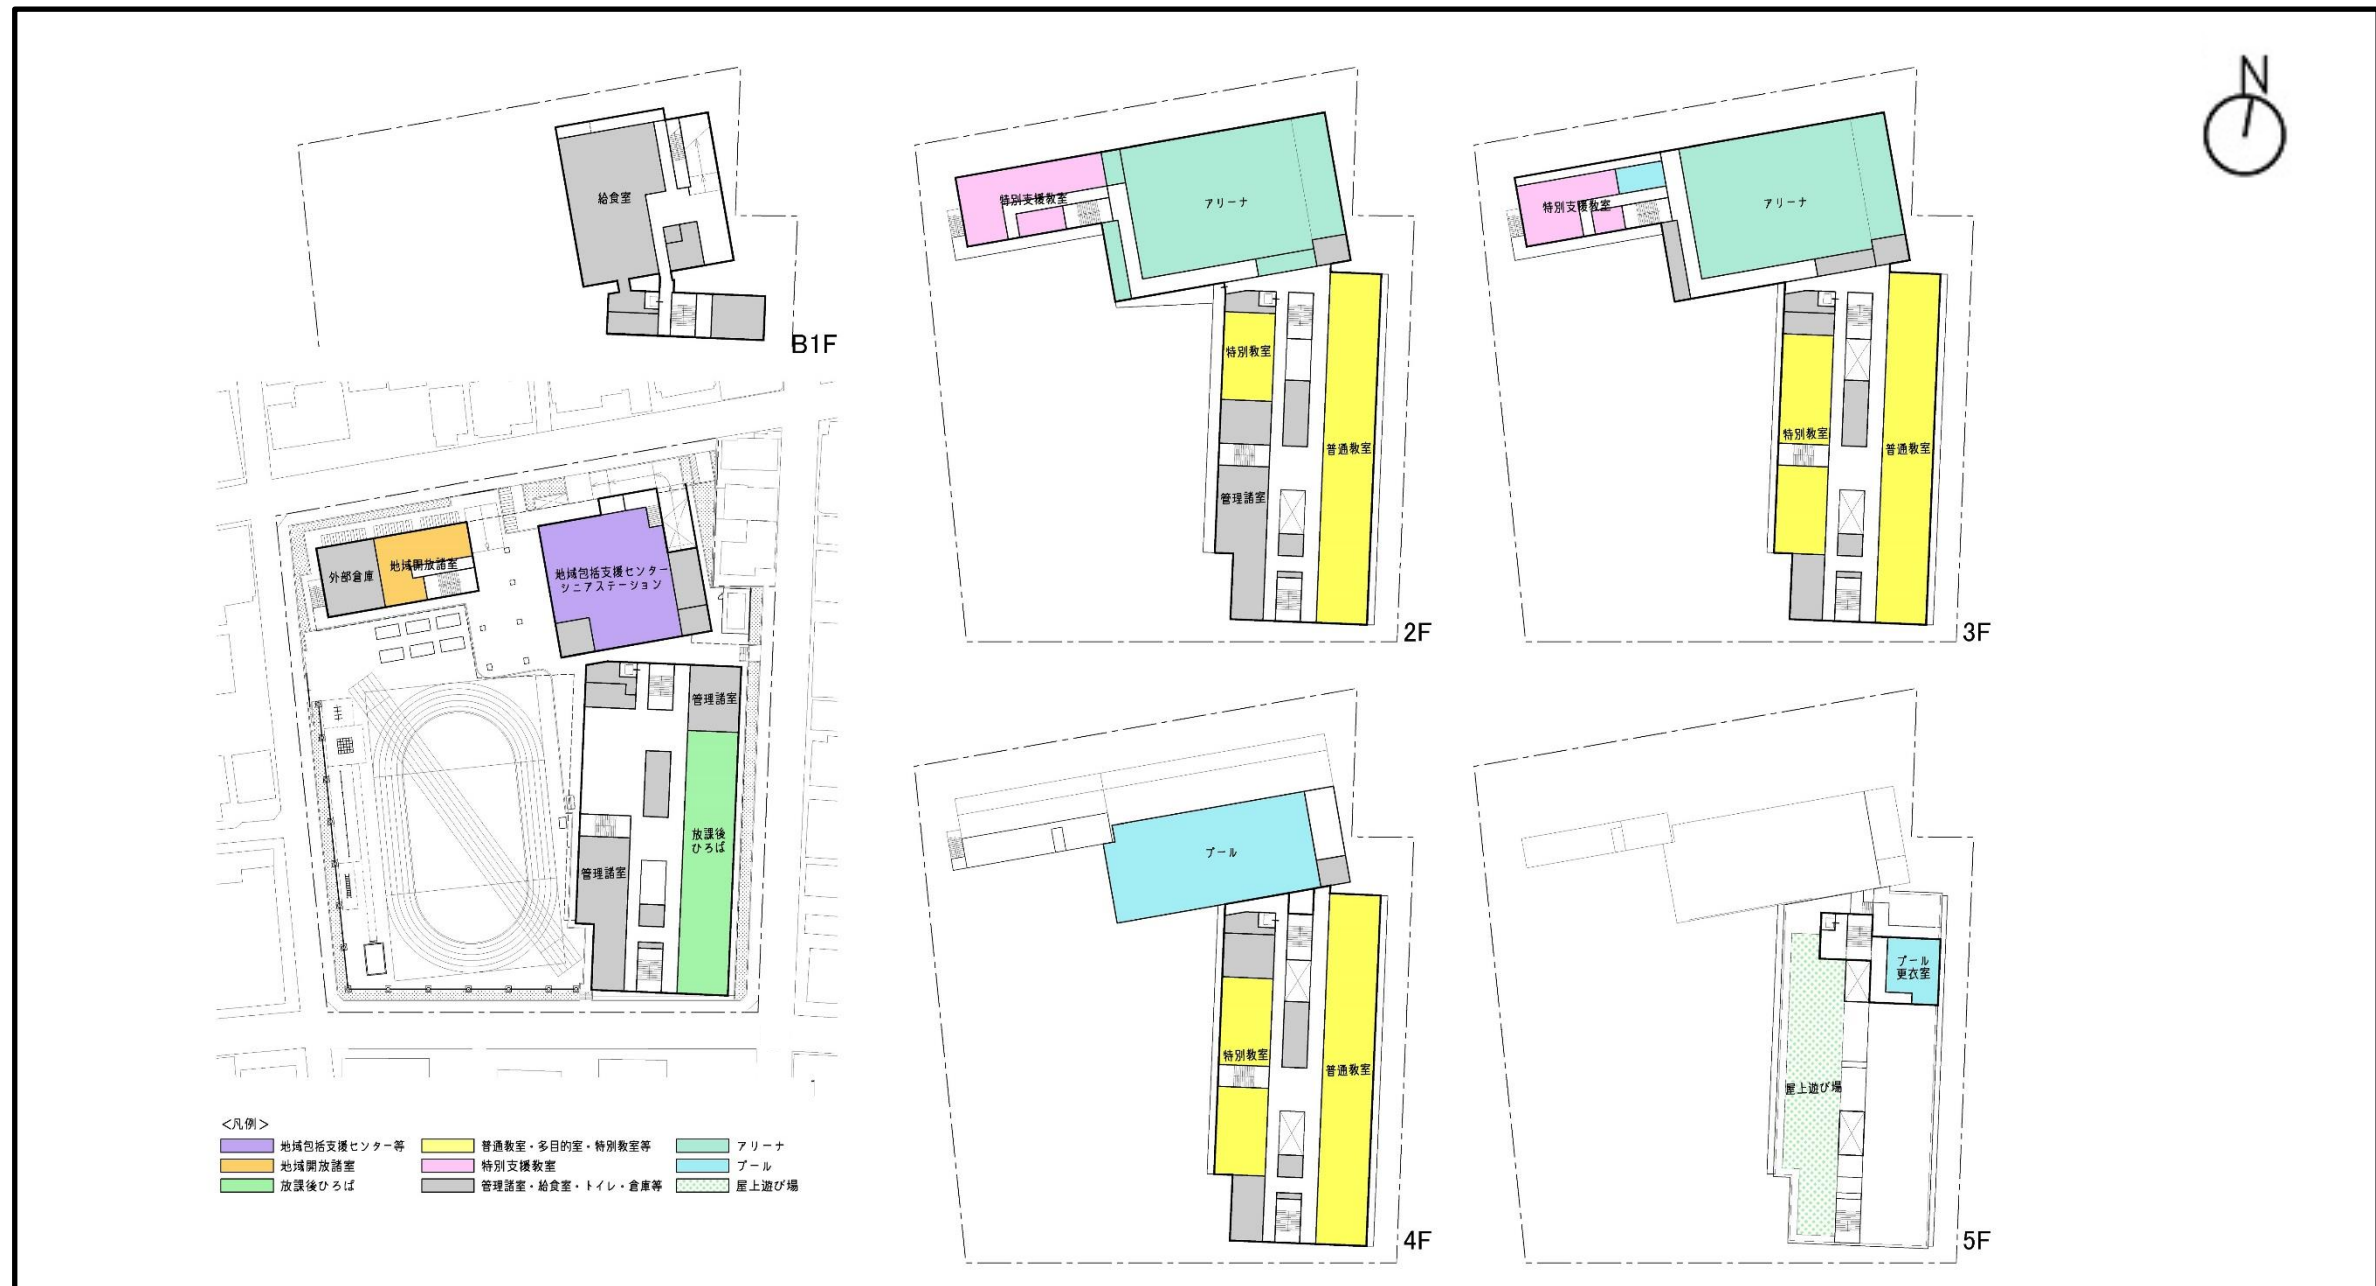 N
給食室
B1F
特別支援教室
アリーナ
特別教室
管理諸室
普通教室
2F
特別支援教室
アリーナ
特別教室
普通教室
3F
外部倉庫
地域開放諸室
地域包括支援センター
シニアステーション
管理諸室
放課後
ひろば
管理諸室
プール
特別教室
普通教室
4F
プール
更衣室
屋上遊び場
5F
<凡例>
地域包括支援センター等
普通教室・多目的室・特別教室等
アリーナ
地域開放諸室
特別支援教室
プール
放課後ひろば
管理諸室・給食室・トイレ・倉庫等
屋上遊び場